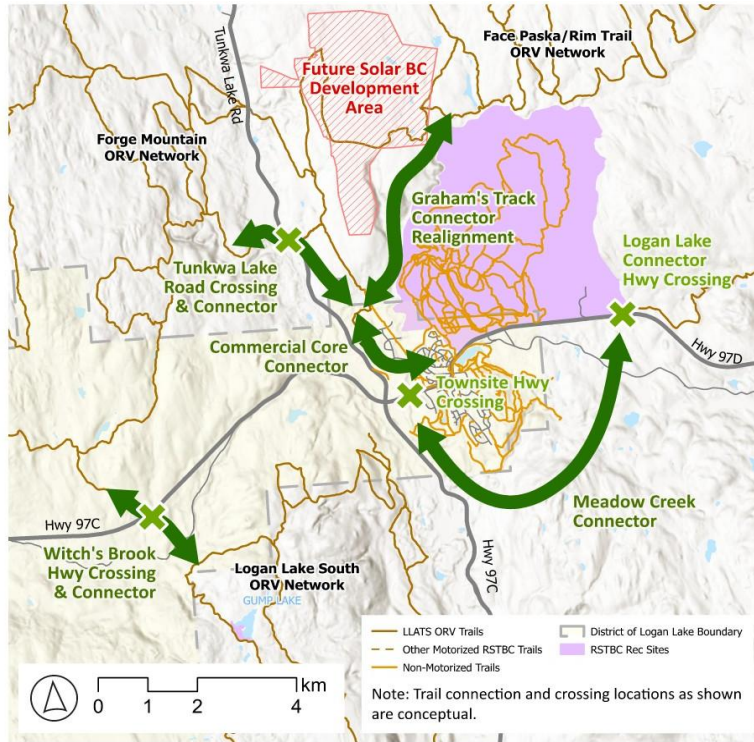 Face Paska/Rim Trail
ORV Network
Tunkwa Lake Rd
Future Solar BC
Development
Area
Forge Mountain
ORV Network
Graham's Track
Connector
Realignment
Logan Lake
Connector
Hwy Crossing
Tunkwa Lake
Road Crossing
& Connector
Commercial Core
Connector
Hwy 97D
Townsite Hwy
Crossing
Meadow Creek
Connector
Hwy 97C
Witch's Brook
Hwy Crossing
& Connector
Hwy 97C
Logan Lake South
ORV Network
GUMP LAKE
LLATS ORV Trails
Other Motorized RSTBC Trails
Non-Motorized Trails
District of Logan Lake Boundary
RSTBC Rec Sites
Note: Trail connection and crossing locations as shown
are conceptual.
km
0 1 2 4